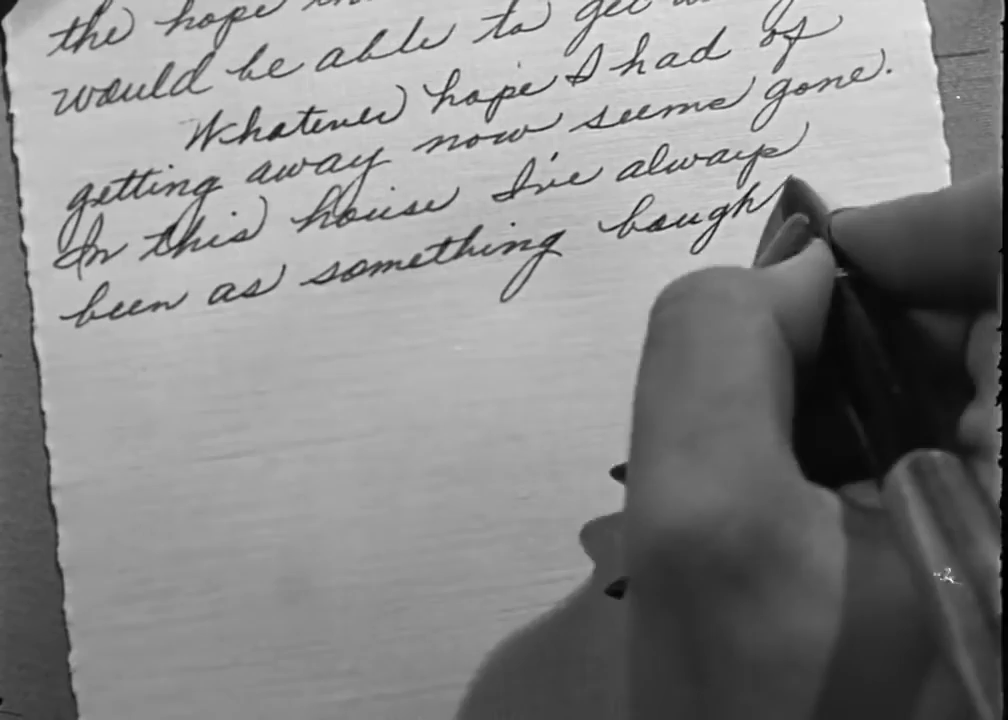 the hope
would be able to get
Whatever hope I had of
getting away now seems gone.
In this house I've always
been as something bough